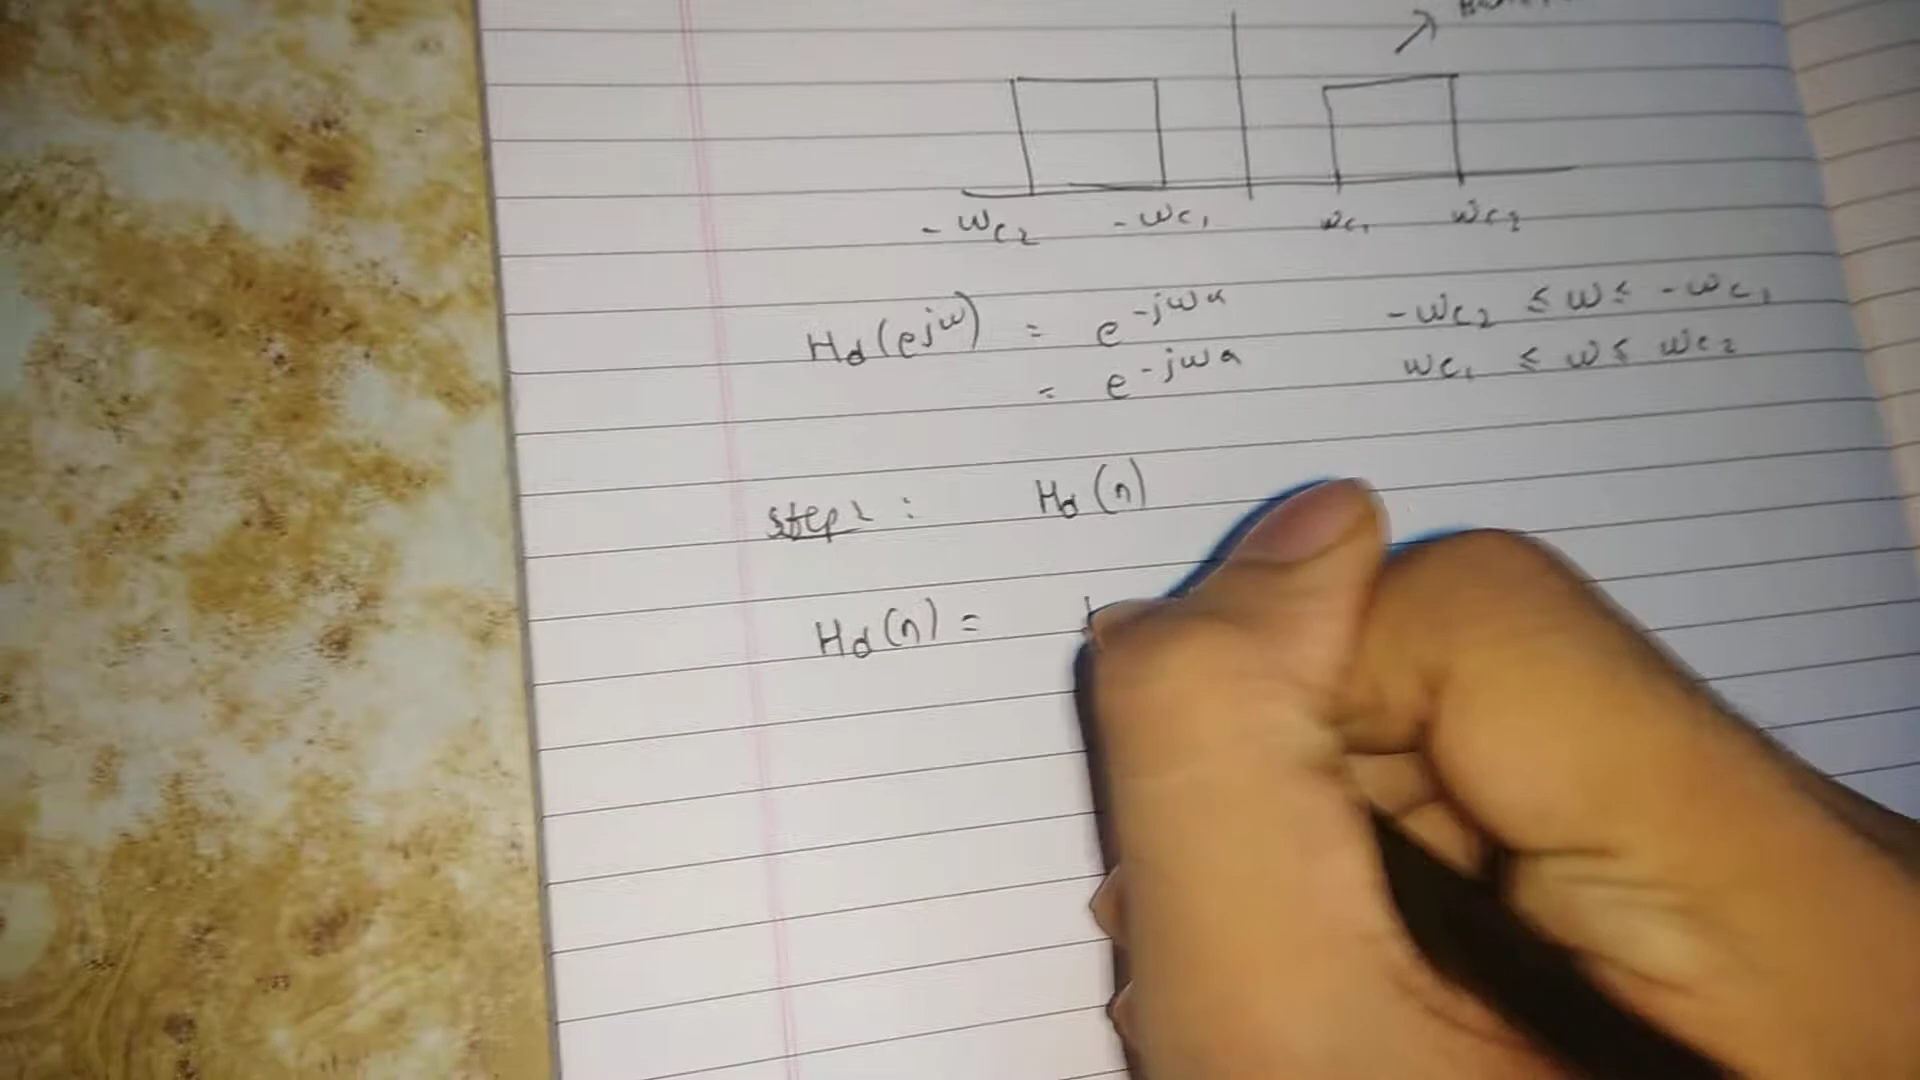 -ωc2 -ωc1 ωc1 ωc2
Hd(e^jω) = e^-jωα -ωc2 ≤ ω ≤ -ωc1
= e^-jωα ωc1 ≤ ω ≤ ωc2
Step 2 : Hd(n)
Hd(n) =